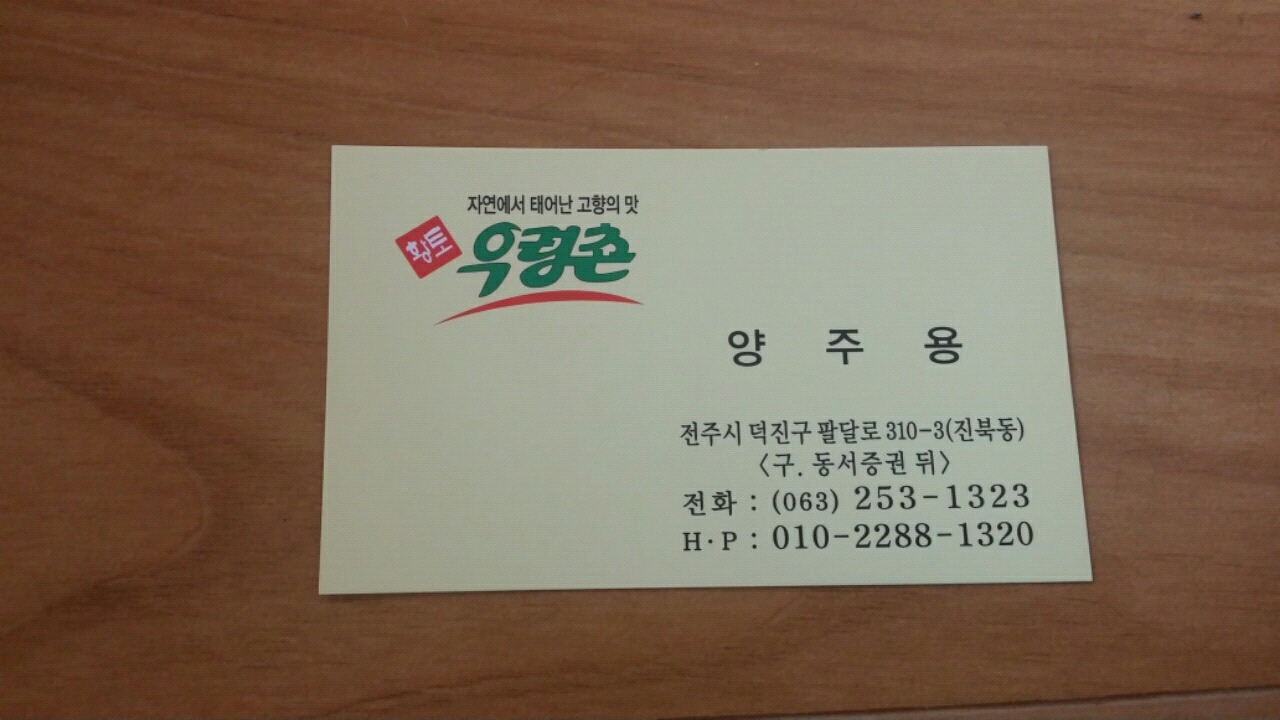 자연에서 태어난 고향의 맛
황토 우렁촌
양 주 용
전주시 덕진구 팔달로 310-3(진북동)
<구. 동서증권 뒤>
전화 : (063) 253-1323
H·P : 010-2288-1320